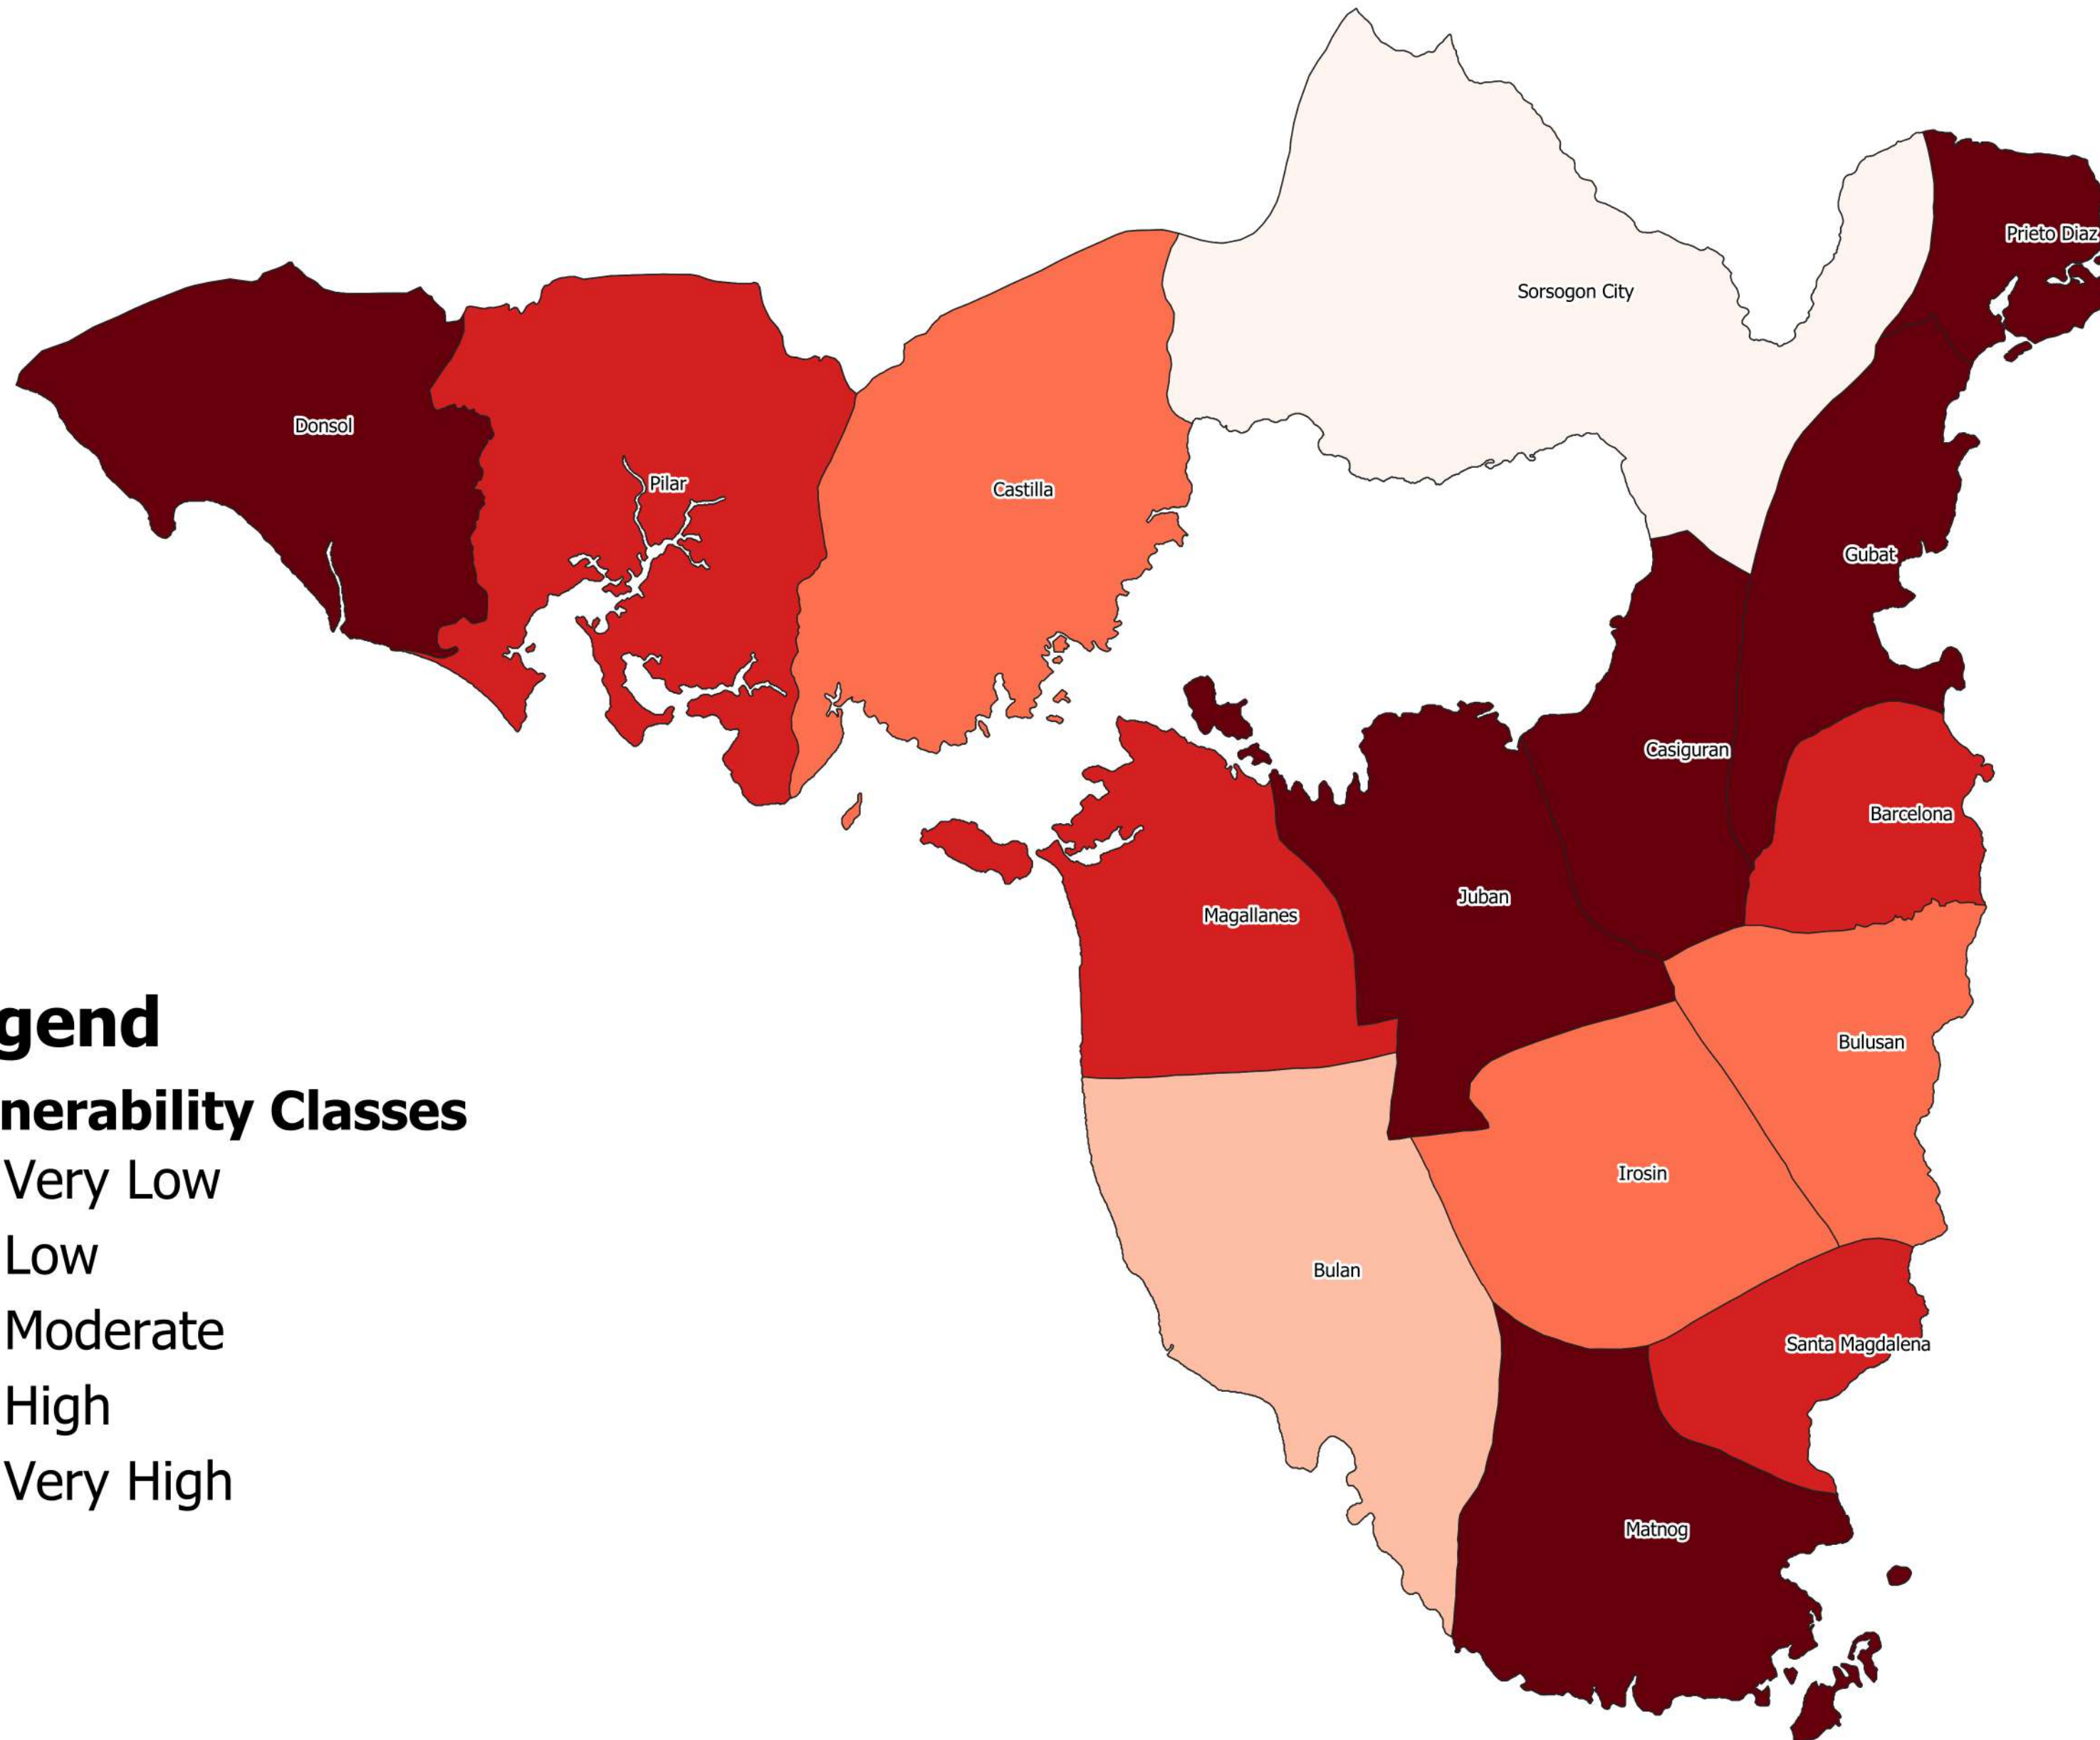 Prieto Diaz
Sorsogon City
Donsol
Pilar
Castilla
Gubat
Casiguran
Barcelona
Juban
Magallanes
gend
Bulusan
nerability Classes
Very Low
Irosin
Low
Bulan
Moderate
Santa Magdalena
High
Very High
Matnog